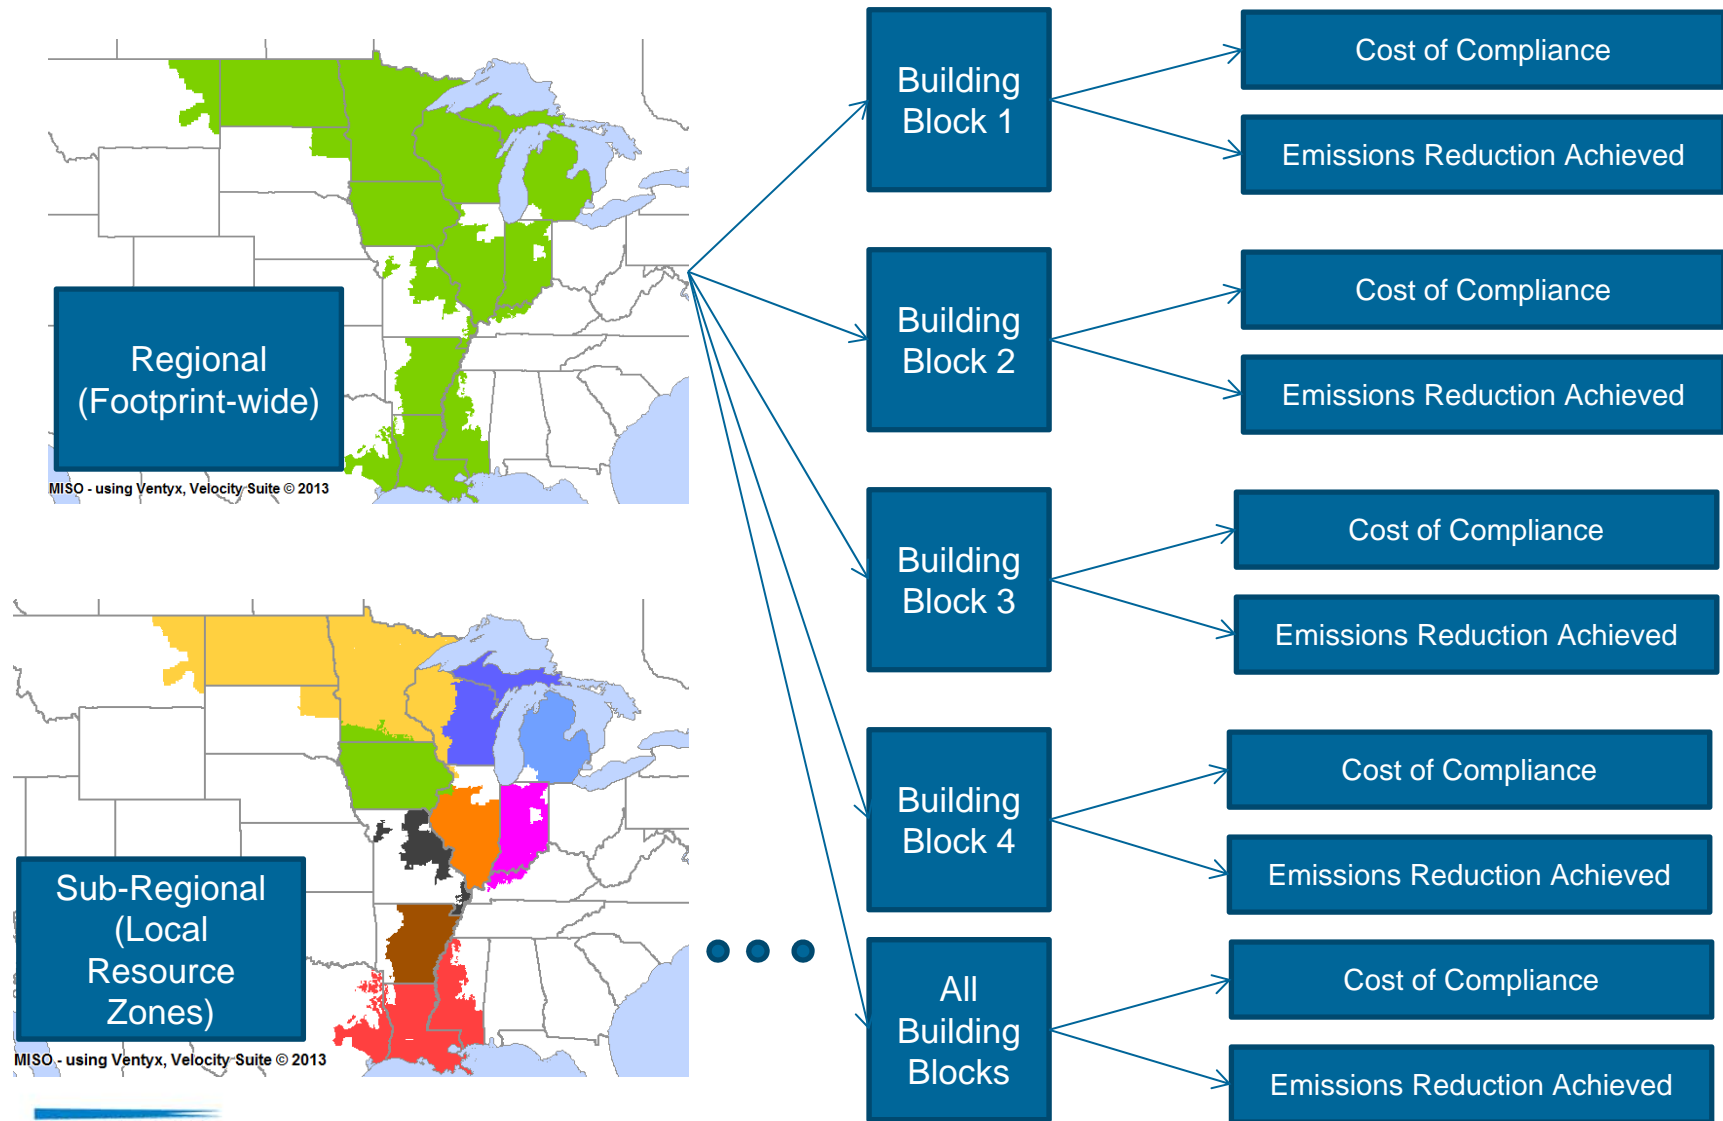 Regional
(Footprint-wide)
MISO - using Ventyx, Velocity Suite © 2013
Sub-Regional
(Local
Resource
Zones)
MISO - using Ventyx, Velocity Suite © 2013
Building
Block 1
Cost of Compliance
Emissions Reduction Achieved
Building
Block 2
Cost of Compliance
Emissions Reduction Achieved
Building
Block 3
Cost of Compliance
Emissions Reduction Achieved
Building
Block 4
Cost of Compliance
Emissions Reduction Achieved
All
Building
Blocks
Cost of Compliance
Emissions Reduction Achieved